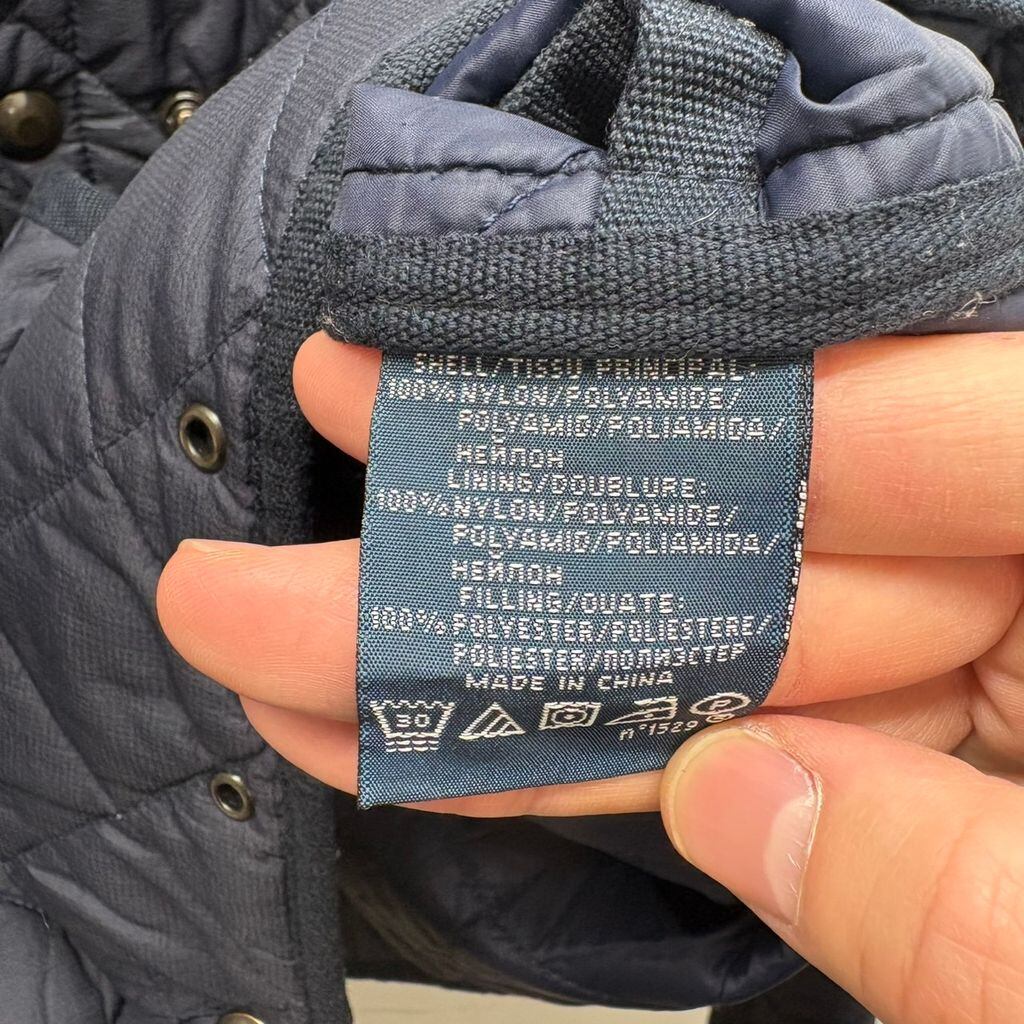 SHELL/TISSU PRINCIPAL:
100% NYLON/POLYAMIDE/
POLYAMID/POLIAMIDA/
НЕЙЛОН
LINING/DOUBLURE:
100% NYLON/POLYAMIDE/
POLYAMID/POLIAMIDA/
НЕЙЛОН
FILLING/OUATE:
100% POLYESTER/POLIESTERE/
POLIESTER/ПОЛИЭСТЕР
MADE IN CHINA
30 P
n°1529